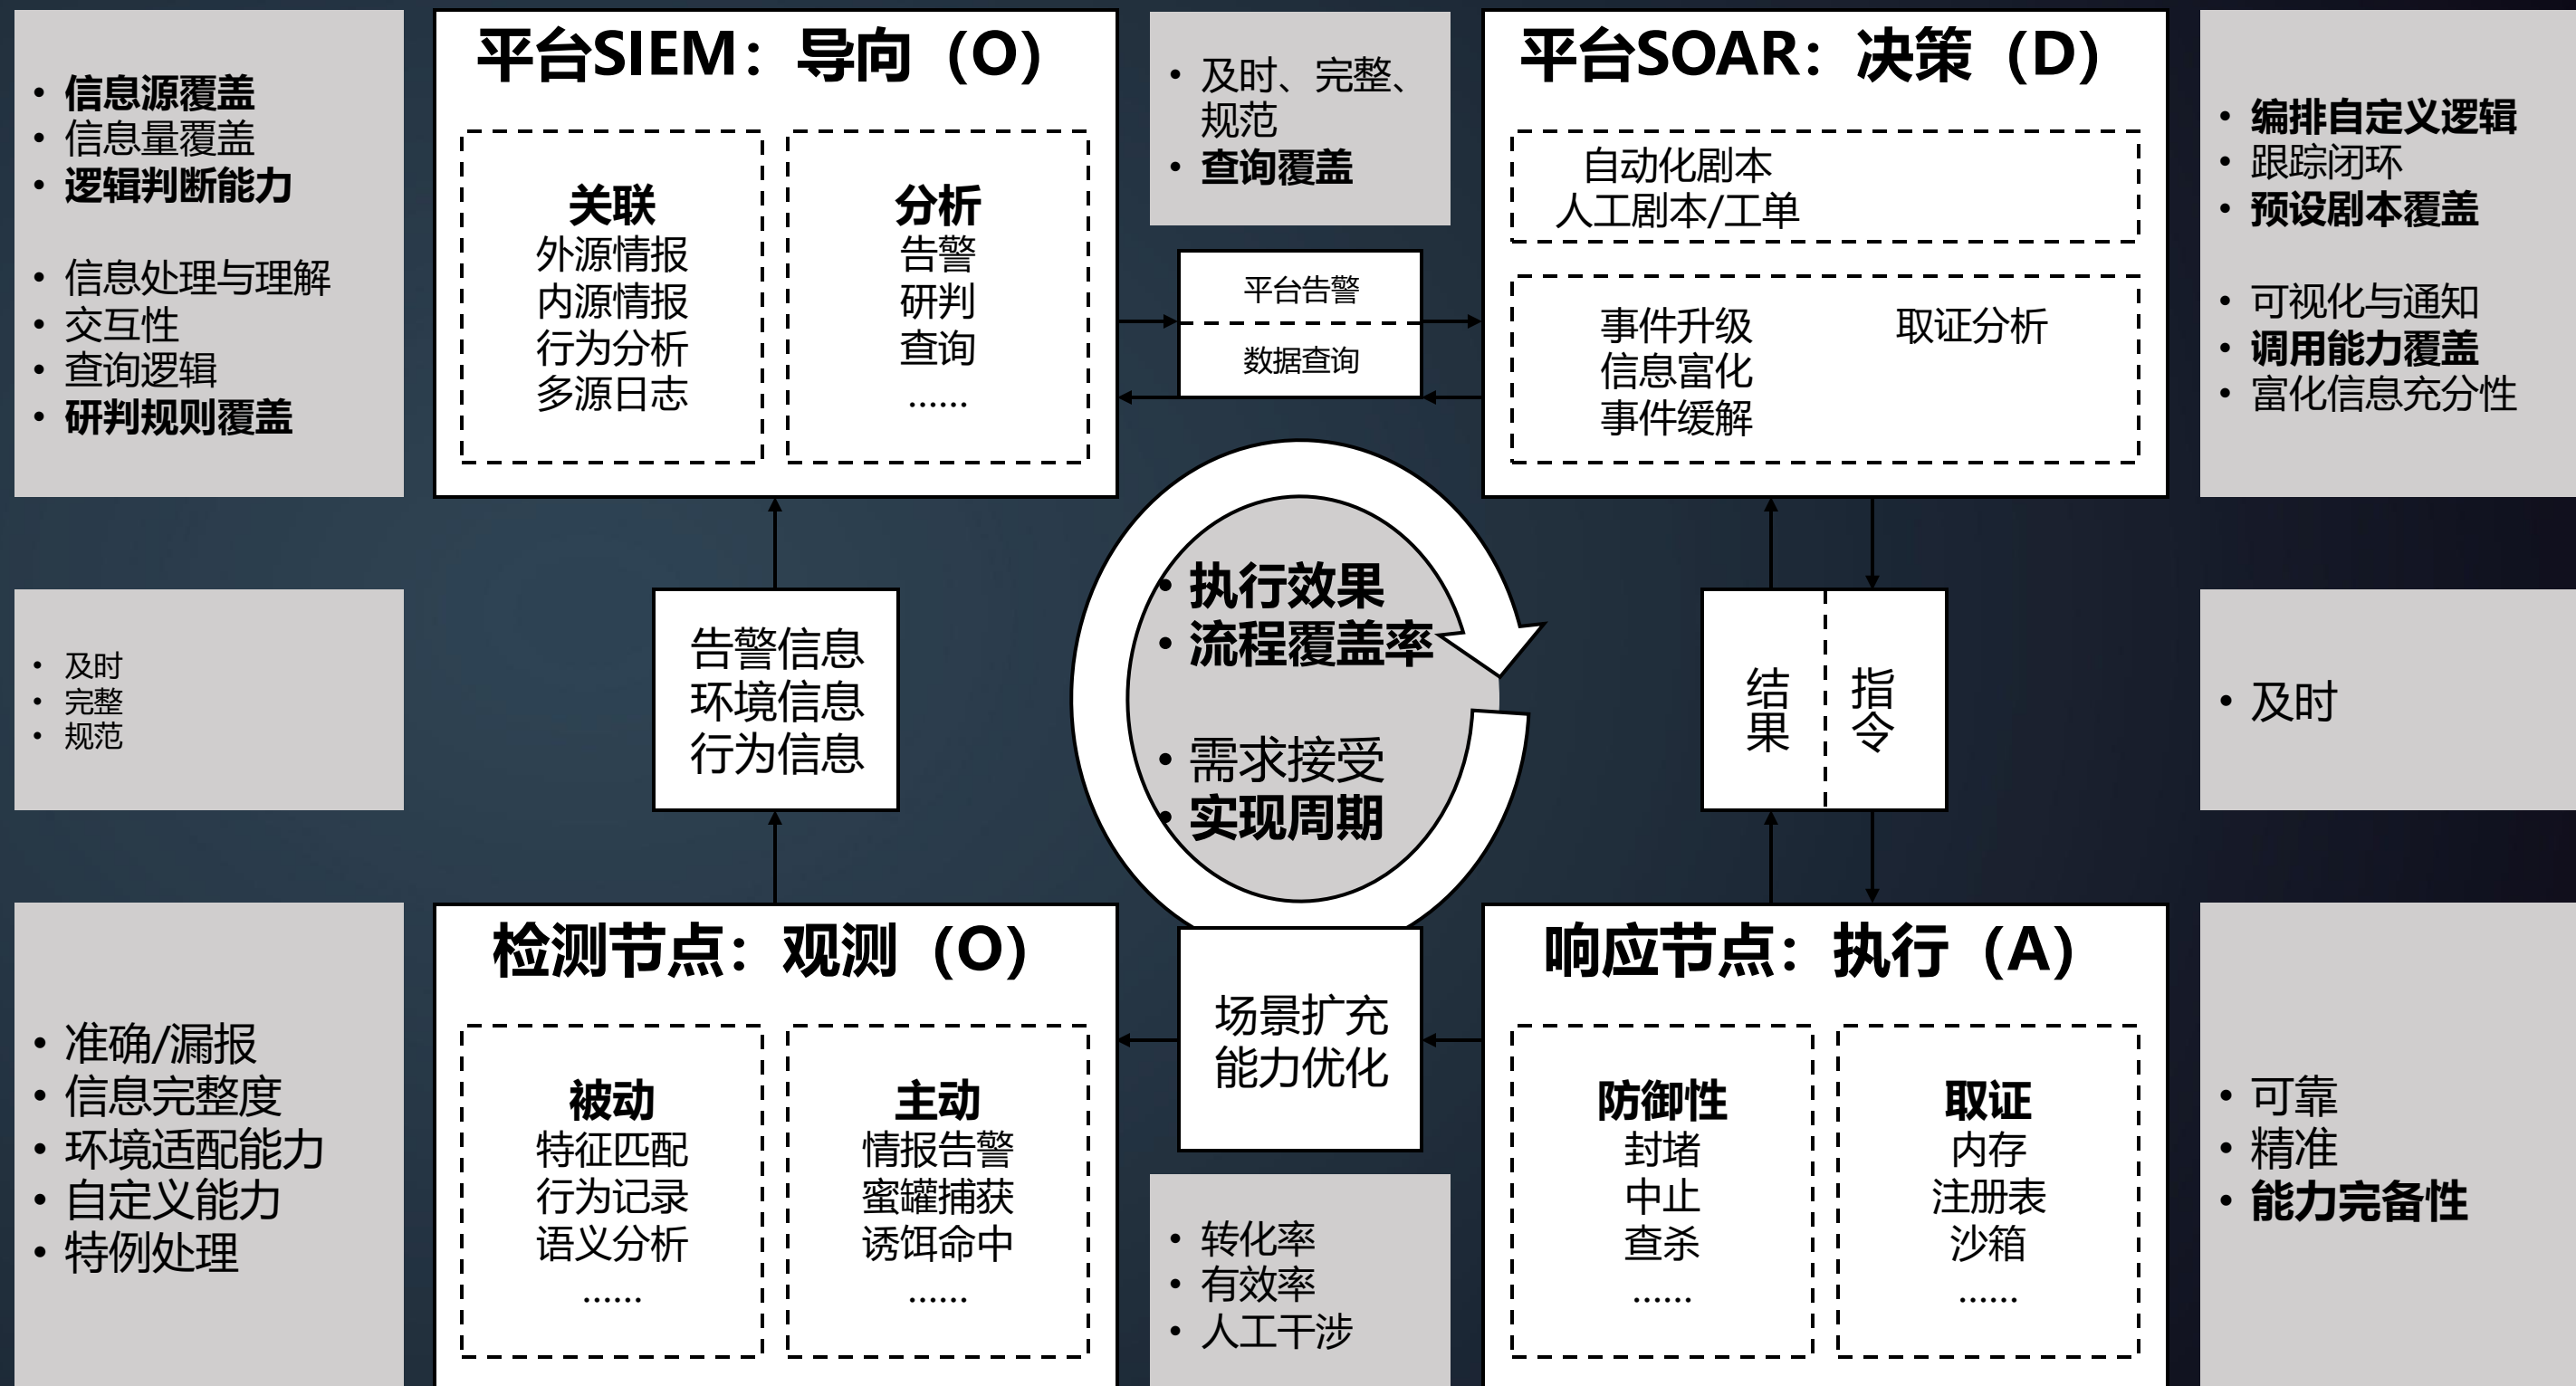 • 信息源覆盖
• 信息量覆盖
• 逻辑判断能力
• 信息处理与理解
• 交互性
• 查询逻辑
• 研判规则覆盖
平台SIEM：导向（O）
关联
外源情报
内源情报
行为分析
多源日志
分析
告警
研判
查询
……
• 及时、完整、
规范
• 查询覆盖
平台告警
数据查询
平台SOAR：决策（D）
自动化剧本
人工剧本/工单
事件升级
信息富化
事件缓解
取证分析
• 编排自定义逻辑
• 跟踪闭环
• 预设剧本覆盖
• 可视化与通知
• 调用能力覆盖
• 富化信息充分性
• 及时
• 完整
• 规范
告警信息
环境信息
行为信息
• 执行效果
• 流程覆盖率
• 需求接受
• 实现周期
结果
指令
• 及时
• 准确/漏报
• 信息完整度
• 环境适配能力
• 自定义能力
• 特例处理
检测节点：观测（O）
被动
特征匹配
行为记录
语义分析
……
主动
情报告警
蜜罐捕获
诱饵命中
……
场景扩充
能力优化
• 转化率
• 有效率
• 人工干涉
响应节点：执行（A）
防御性
封堵
中止
查杀
……
取证
内存
注册表
沙箱
……
• 可靠
• 精准
• 能力完备性